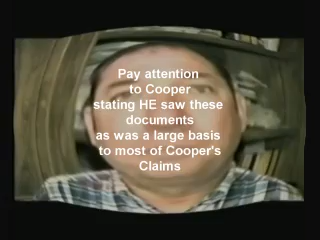 Pay attention
to Cooper
stating HE saw these
documents
as was a large basis
to most of Cooper's
Claims